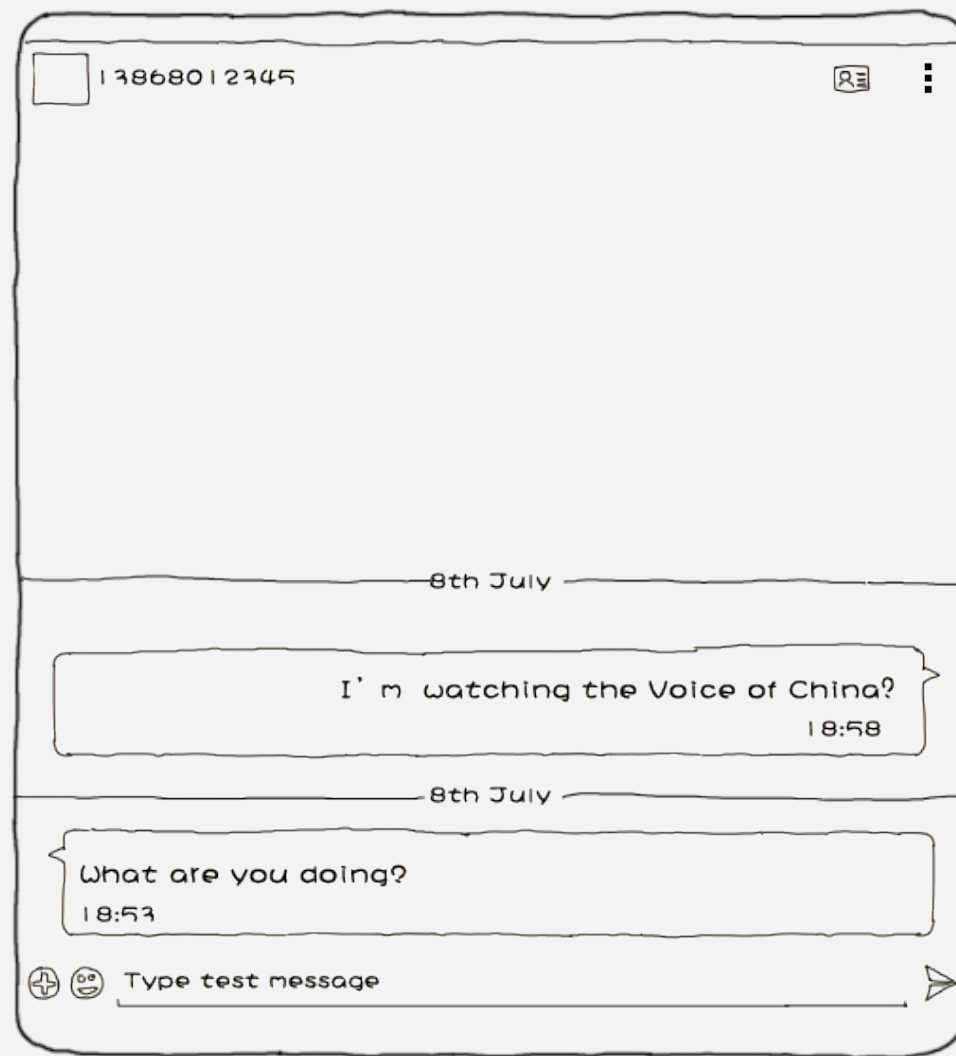 13868012345
8th July
I'm watching the Voice of China?
18:58
8th July
What are you doing?
18:53
Type test message